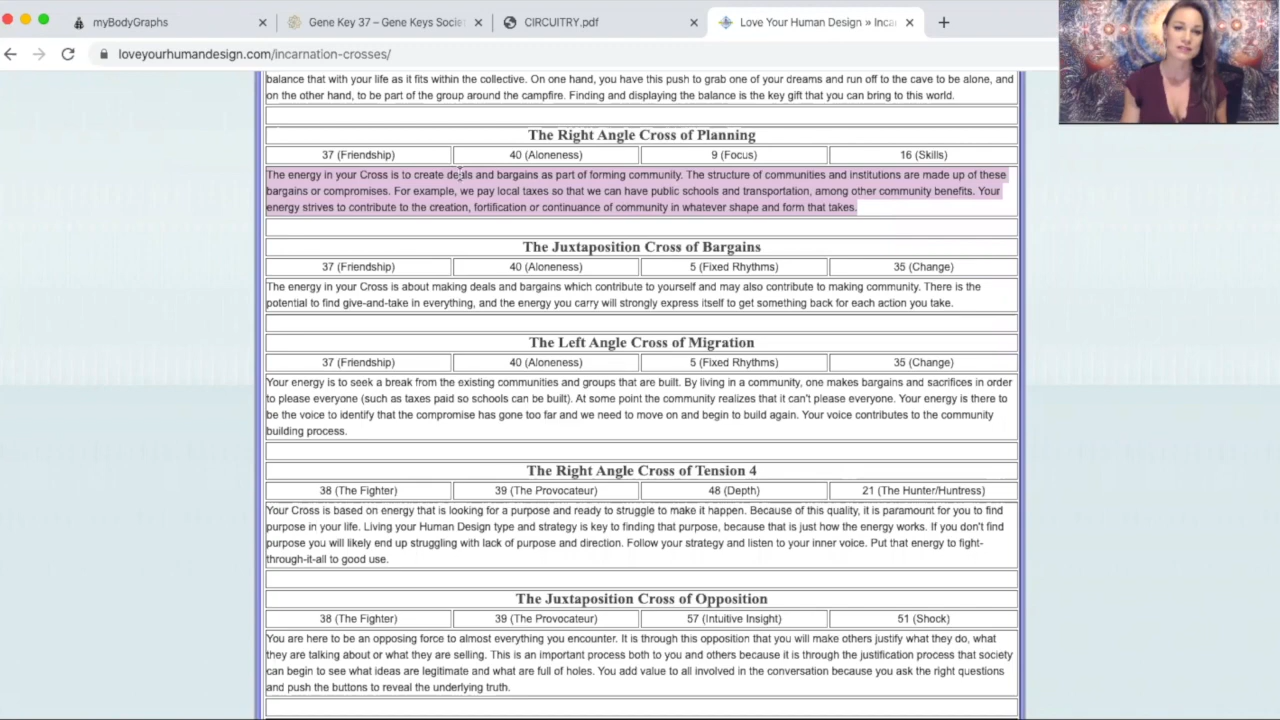 myBodyGraphs
Gene Key 37 – Gene Keys Socie
CIRCUITRY.pdf
Love Your Human Design » Inca
loveyourhumandesign.com/incarnation-crosses/
balance that with your life as it fits within the collective. On one hand, you have this push to grab one of your dreams and run off to the cave to be alone, and
on the other hand, to be part of the group around the campfire. Finding and displaying the balance is the key gift that you can bring to this world.
The Right Angle Cross of Planning
37 (Friendship) 40 (Aloneness) 9 (Focus) 16 (Skills)
The energy in your Cross is to create deals and bargains as part of forming community. The structure of communities and institutions are made up of these
bargains or compromises. For example, we pay local taxes so that we can have public schools and transportation, among other community benefits. Your
energy strives to contribute to the creation, fortification or continuance of community in whatever shape and form that takes.
The Juxtaposition Cross of Bargains
37 (Friendship) 40 (Aloneness) 5 (Fixed Rhythms) 35 (Change)
The energy in your Cross is about making deals and bargains which contribute to yourself and may also contribute to making community. There is the
potential to find give-and-take in everything, and the energy you carry will strongly express itself to get something back for each action you take.
The Left Angle Cross of Migration
37 (Friendship) 40 (Aloneness) 5 (Fixed Rhythms) 35 (Change)
Your energy is to seek a break from the existing communities and groups that are built. By living in a community, one makes bargains and sacrifices in order
to please everyone (such as taxes paid so schools can be built). At some point the community realizes that it can't please everyone. Your energy is there to
be the voice to identify that the compromise has gone too far and we need to move on and begin to build again. Your voice contributes to the community
building process.
The Right Angle Cross of Tension 4
38 (The Fighter) 39 (The Provocateur) 48 (Depth) 21 (The Hunter/Huntress)
Your Cross is based on energy that is looking for a purpose and ready to struggle to make it happen. Because of this quality, it is paramount for you to find
purpose in your life. Living your Human Design type and strategy is key to finding that purpose, because that is just how the energy works. If you don't find
purpose you will likely end up struggling with lack of purpose and direction. Follow your strategy and listen to your inner voice. Put that energy to fight-
through-it-all to good use.
The Juxtaposition Cross of Opposition
38 (The Fighter) 39 (The Provocateur) 57 (Intuitive Insight) 51 (Shock)
You are here to be an opposing force to almost everything you encounter. It is through this opposition that you will make others justify what they do, what
they are talking about or what they are selling. This is an important process both to you and others because it is through the justification process that society
can begin to see what ideas are legitimate and what are full of holes. You add value to all involved in the conversation because you ask the right questions
and push the buttons to reveal the underlying truth.